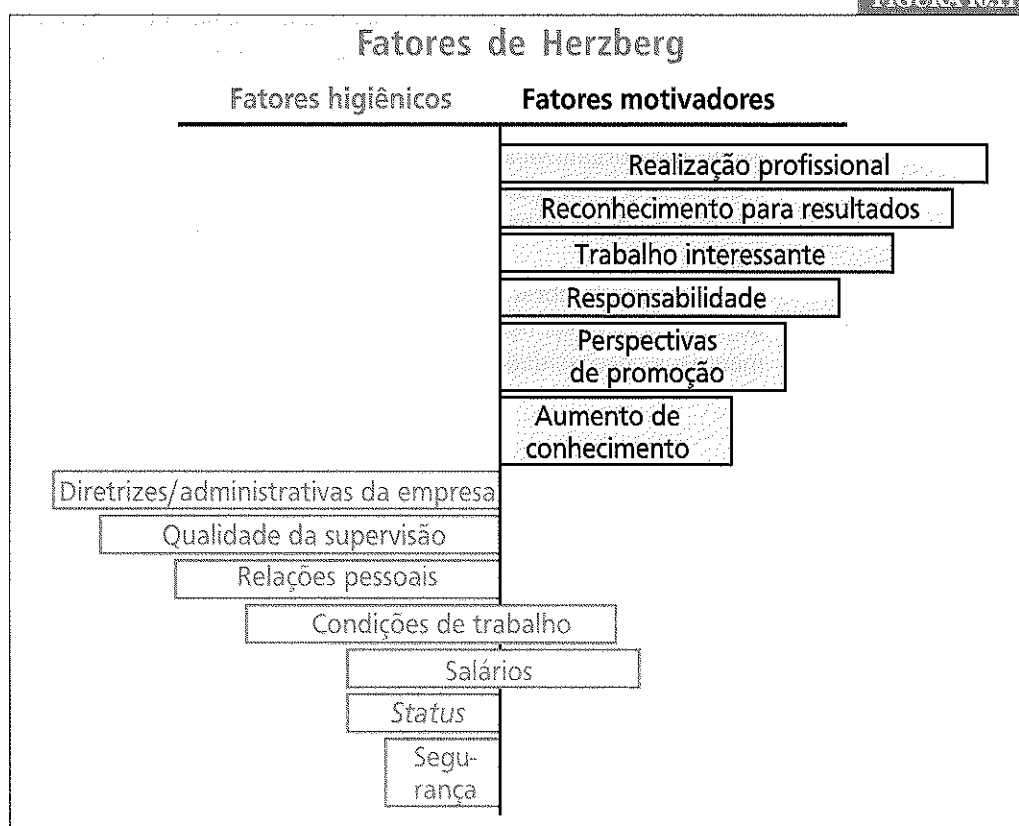 Fatores de Herzberg
Fatores higiênicos Fatores motivadores
Realização profissional
Reconhecimento para resultados
Trabalho interessante
Responsabilidade
Perspectivas
de promoção
Aumento de
conhecimento
Diretrizes/administrativas da empresa
Qualidade da supervisão
Relações pessoais
Condições de trabalho
Salários
Status
Segu-
rança